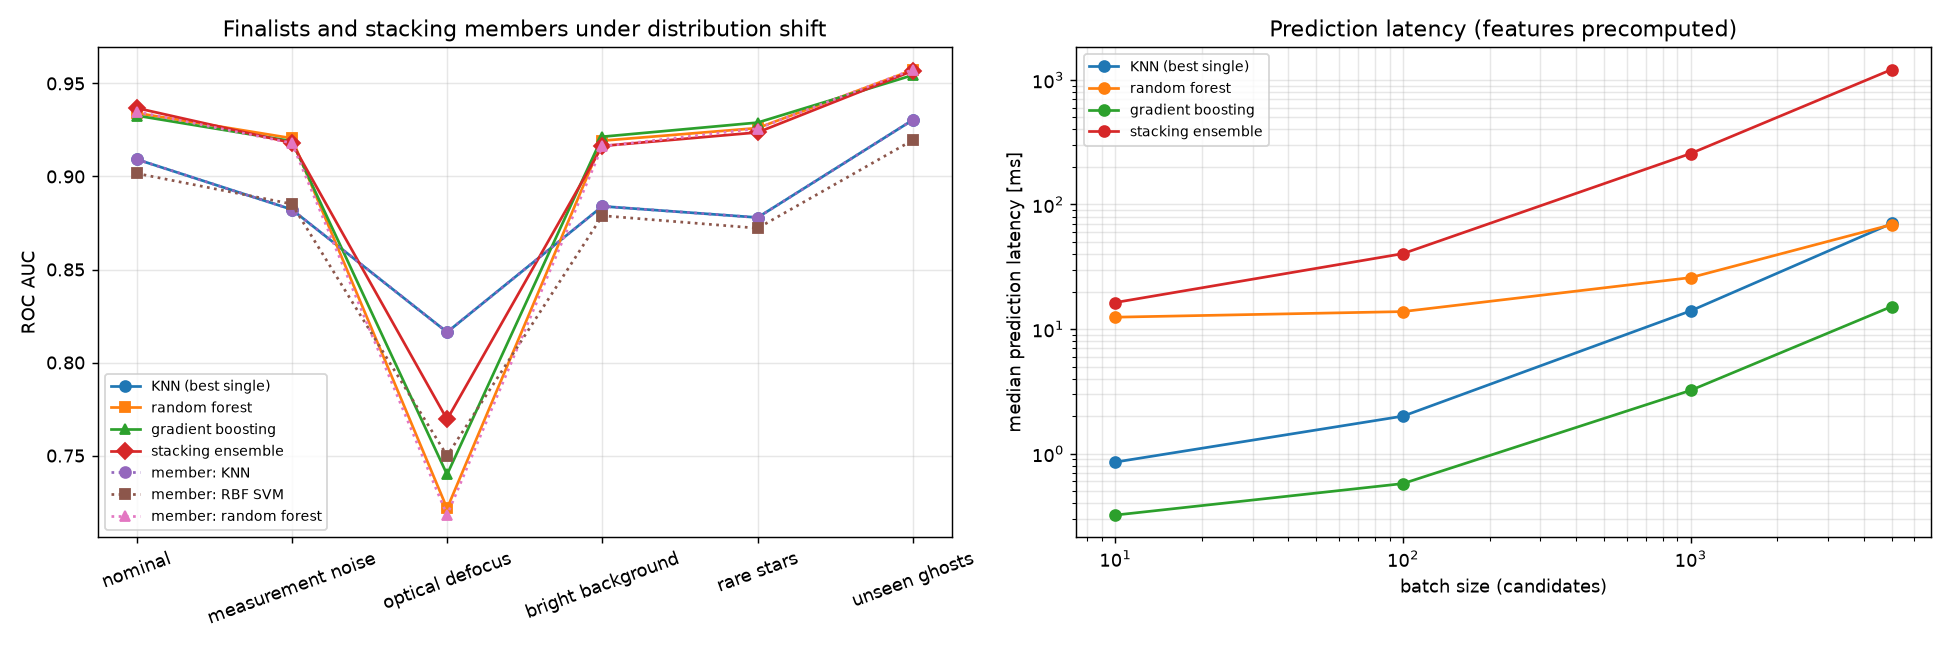 Finalists and stacking members under distribution shift
ROC AUC
0.95
0.90
0.85
0.80
0.75
KNN (best single)
random forest
gradient boosting
stacking ensemble
member: KNN
member: RBF SVM
member: random forest
nominal
measurement noise
optical defocus
bright background
rare stars
unseen ghosts
Prediction latency (features precomputed)
median prediction latency [ms]
10³
10²
10¹
10⁰
KNN (best single)
random forest
gradient boosting
stacking ensemble
10¹
10²
10³
batch size (candidates)